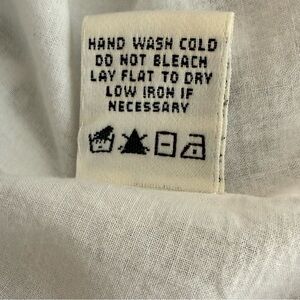 HAND WASH COLD
DO NOT BLEACH
LAY FLAT TO DRY
LOW IRON IF
NECESSARY